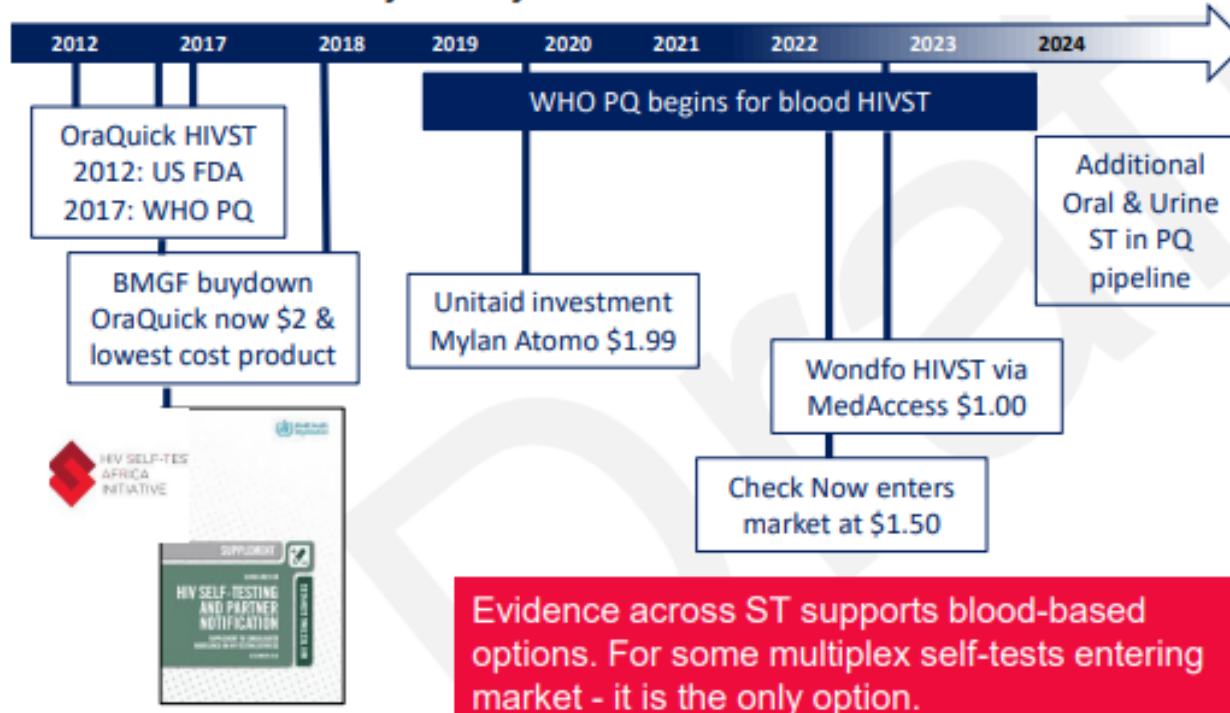 2012 2017 2018 2019 2020 2021 2022 2023 2024
WHO PQ begins for blood HIVST
OraQuick HIVST
2012: US FDA
2017: WHO PQ
BMGF buydown
OraQuick now $2 &
lowest cost product
Unitaid investment
Mylan Atomo $1.99
Wondfo HIVST via
MedAccess $1.00
Check Now enters
market at $1.50
Additional
Oral & Urine
ST in PQ
pipeline
HIV SELF-TES
AFRICA
INITIATIVE
SUPPLEMENT
HIV SELF-TESTING
AND PARTNER
NOTIFICATION
Evidence across ST supports blood-based
options. For some multiplex self-tests entering
market - it is the only option.
Draft